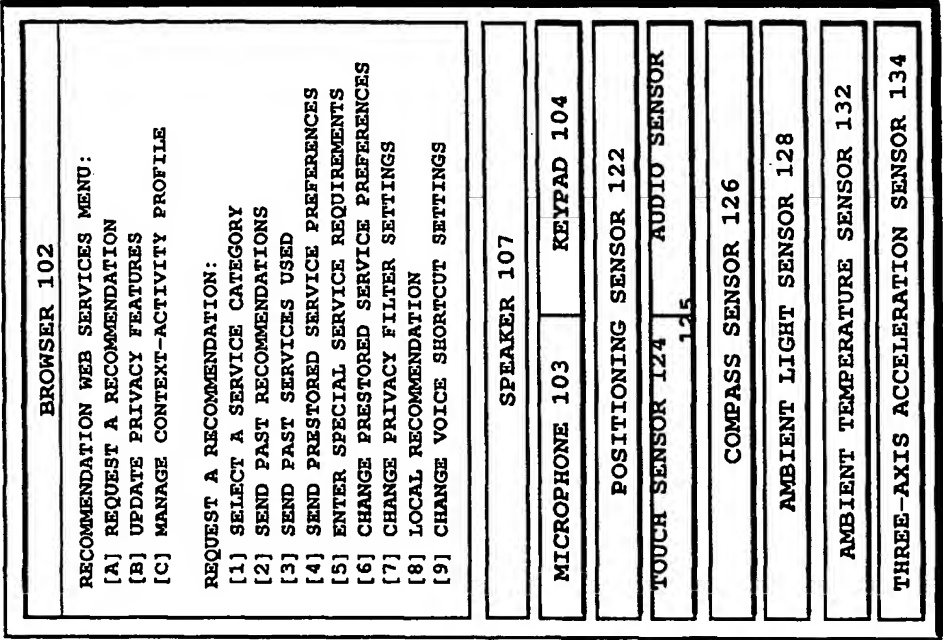 BROWSER 102
RECOMMENDATION WEB SERVICES MENU:
[A] REQUEST A RECOMMENDATION
[B] UPDATE PRIVACY FEATURES
[C] MANAGE CONTEXT-ACTIVITY PROFILE
REQUEST A RECOMMENDATION:
[1] SELECT A SERVICE CATEGORY
[2] SEND PAST RECOMMENDATIONS
[3] SEND PAST SERVICES USED
[4] SEND PRESTORED SERVICE PREFERENCES
[5] ENTER SPECIAL SERVICE REQUIREMENTS
[6] CHANGE PRESTORED SERVICE PREFERENCES
[7] CHANGE PRIVACY FILTER SETTINGS
[8] LOCAL RECOMMENDATION
[9] CHANGE VOICE SHORTCUT SETTINGS
SPEAKER 107
MICROPHONE 103 KEYPAD 104
POSITIONING SENSOR 122
TOUCH SENSOR 124 AUDIO SENSOR
125
COMPASS SENSOR 126
AMBIENT LIGHT SENSOR 128
AMBIENT TEMPERATURE SENSOR 132
THREE-AXIS ACCELERATION SENSOR 134